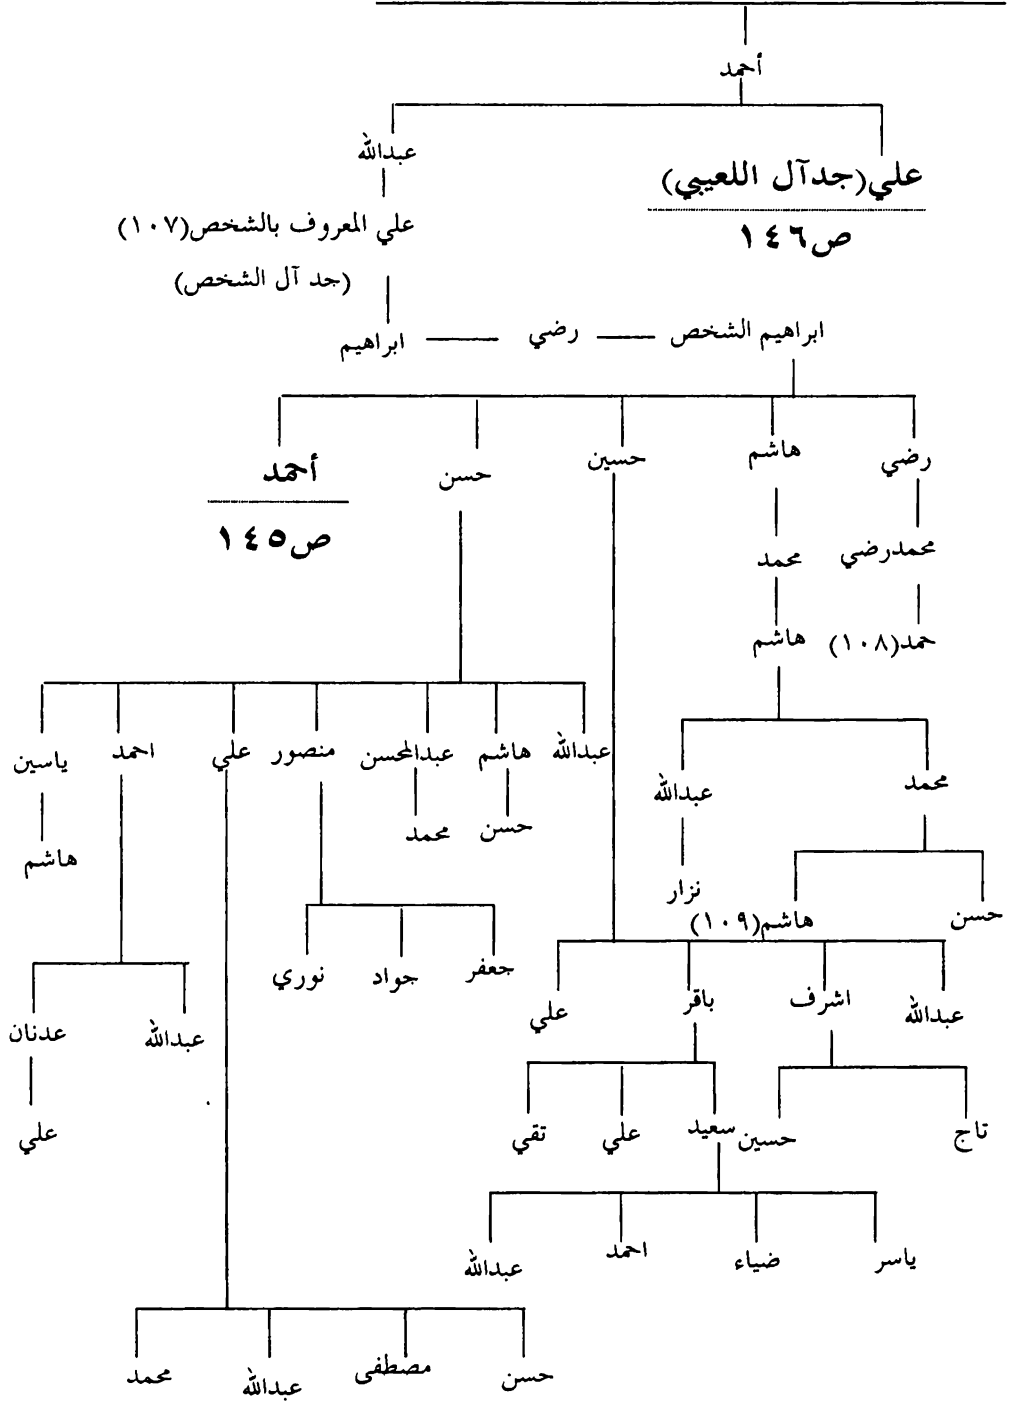 أحمد
عبدالله
علي(جدآل اللعيبي)
ص١٤٦
علي المعروف بالشخص(١٠٧)
(جد آل الشخص)
ابراهيم الشخص رضي ابراهيم
رضي هاشم حسين حسن أحمد
ص١٤٥
محمدرضي محمد
حمد(١٠٨) هاشم
عبدالله هاشم عبدالمحسن منصور علي احمد ياسين
محمد عبدالله
حسن محمد هاشم
نزار
حسن هاشم(١٠٩)
جعفر جواد نوري
عبدالله اشرف باقر علي
عبدالله عدنان
تاج حسين سعيد علي تقي علي
ياسر ضياء احمد عبدالله
حسن مصطفى عبدالله محمد